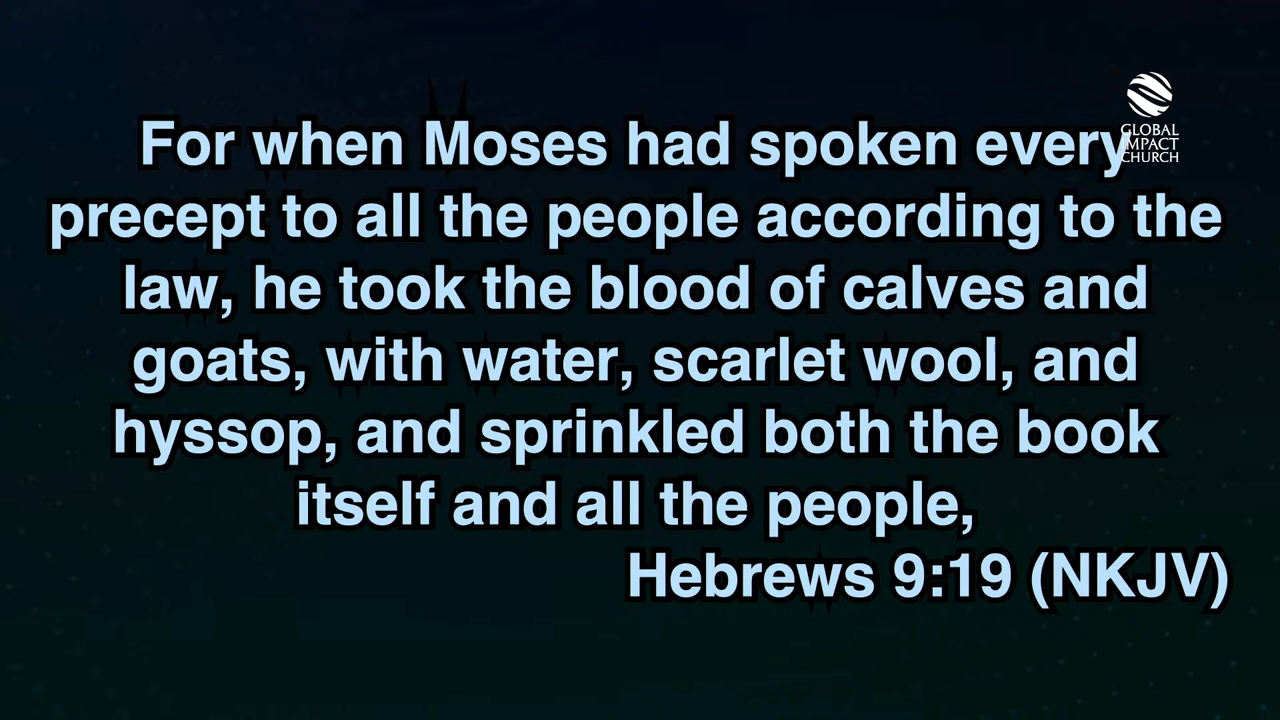 For when Moses had spoken every
precept to all the people according to the
law, he took the blood of calves and
goats, with water, scarlet wool, and
hyssop, and sprinkled both the book
itself and all the people,
Hebrews 9:19 (NKJV)
GLOBAL
IMPACT
CHURCH